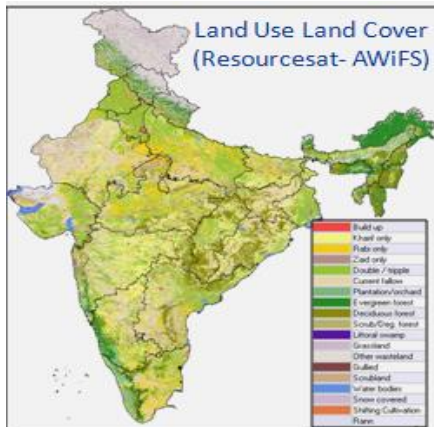 Land Use Land Cover
(Resourcesat- AWiFS)
Build up
Kharif only
Rabi only
Zaid only
Double / tripple
Current fallow
Plantation/orchard
Evergreen forest
Deciduous forest
Scrub/Deg. forest
Littoral swamp
Grassland
Other wasteland
Gullied
Scrubland
Water bodies
Snow covered
Shifting Cultivation
Rann